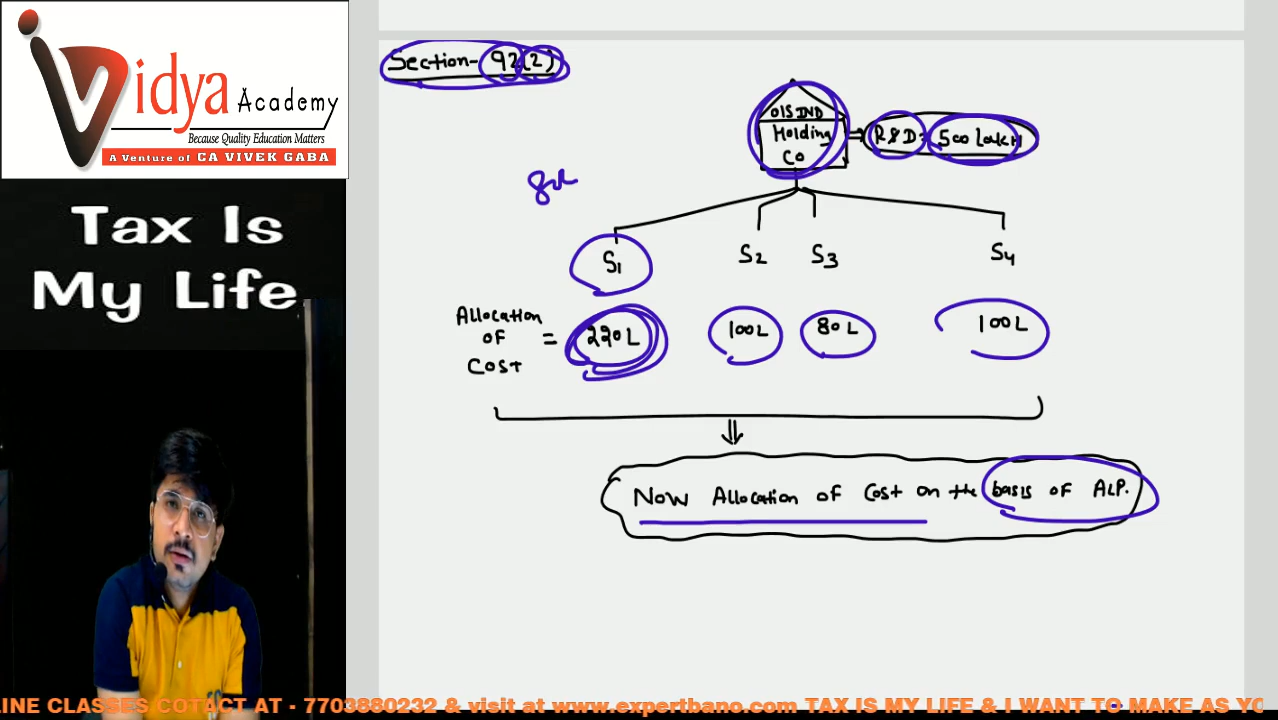 Vidya Academy
Because Quality Education Matters
A Venture of CA VIVEK GABA
Tax Is
My Life
Section- 92(2)
O/S IND
Holding
CO
R&D: 500 lakh
S1 S2 S3 S4
Allocation
OF
COST
= 220L 100L 80L 100L
Now Allocation of Cost on the basis of ALP.
LINE CLASSES COTACT AT - 7703880232 & visit at www.expertbano.com TAX IS MY LIFE & I WANT TO MAKE AS YO